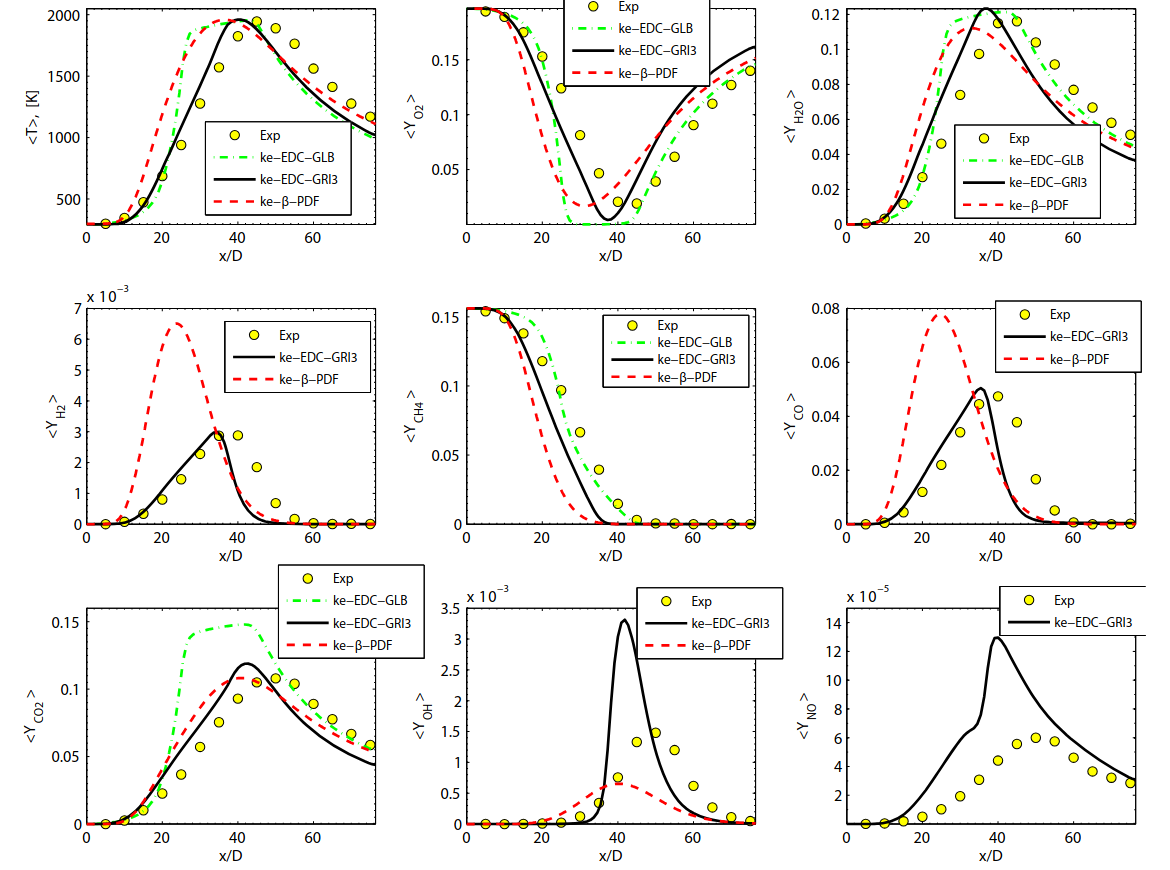 Exp
ke−EDC−GLB
ke−EDC−GRI3
ke−β−PDF
2000
1500
1000
500
<T>, [K]
0 20 40 60
x/D
Exp
ke−EDC−GLB
ke−EDC−GRI3
ke−β−PDF
0.15
0.1
0.05
<Y_O2>
0 20 40 60
x/D
Exp
ke−EDC−GLB
ke−EDC−GRI3
ke−β−PDF
0.12
0.1
0.08
0.06
0.04
0.02
0
<Y_H2O>
0 20 40 60
x/D
7 x 10⁻³
6
5
4
3
2
1
0
<Y_H2>
Exp
ke−EDC−GRI3
ke−β−PDF
0 20 40 60
x/D
0.15
0.1
0.05
0
<Y_CH4>
Exp
ke−EDC−GLB
ke−EDC−GRI3
ke−β−PDF
0 20 40 60
x/D
0.08
0.06
0.04
0.02
0
<Y_CO>
Exp
ke−EDC−GRI3
ke−β−PDF
0 20 40 60
x/D
0.15
0.1
0.05
0
<Y_CO2>
Exp
ke−EDC−GLB
ke−EDC−GRI3
ke−β−PDF
0 20 40 60
x/D
3.5 x 10⁻³
3
2.5
2
1.5
1
0.5
0
<Y_OH>
Exp
ke−EDC−GRI3
ke−β−PDF
0 20 40 60
x/D
x 10⁻⁵
14
12
10
8
6
4
2
<Y_NO>
Exp
ke−EDC−GRI3
0 20 40 60
x/D